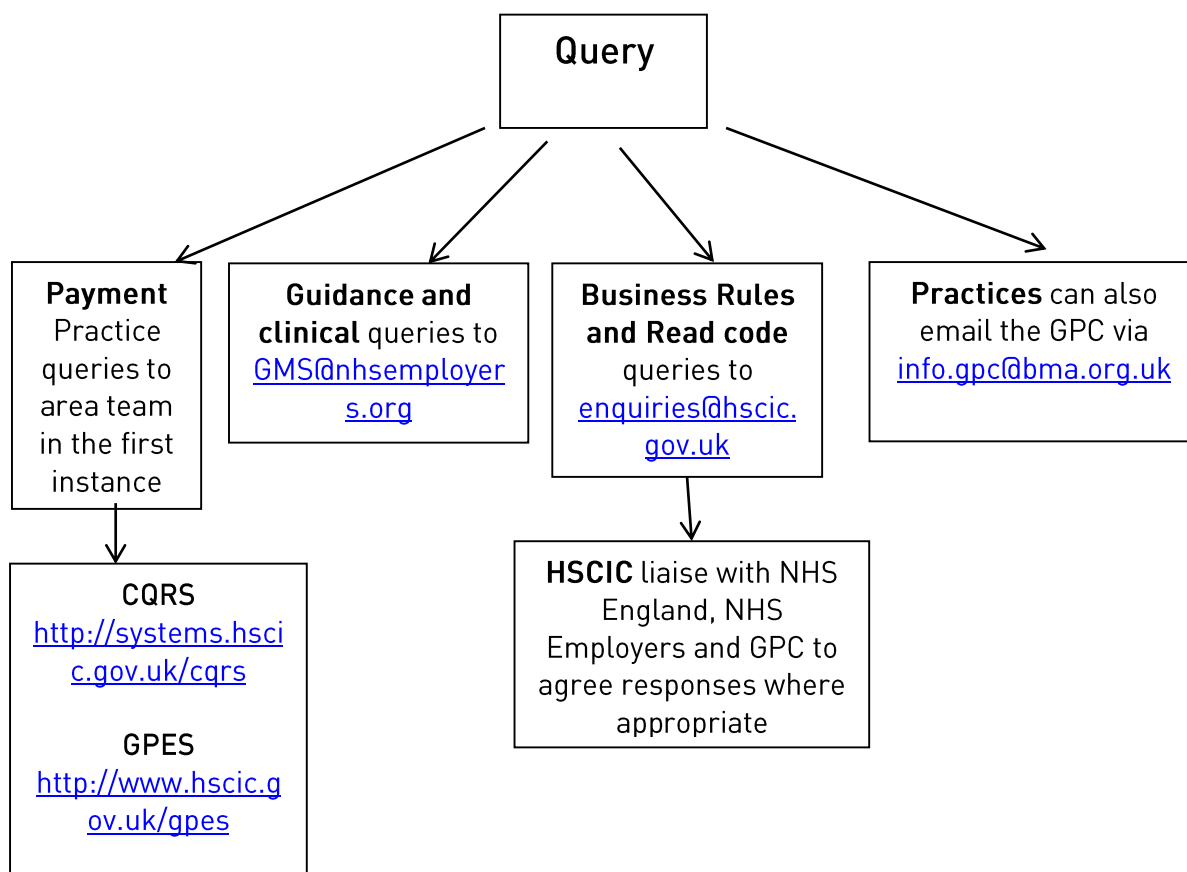 Query
Payment
Practice
queries to
area team
in the first
instance
Guidance and
clinical queries to
GMS@nhsemployer
s.org
Business Rules
and Read code
queries to
enquiries@hscic.
gov.uk
Practices can also
email the GPC via
info.gpc@bma.org.uk
CQRS
http://systems.hsci
c.gov.uk/cqrs
GPES
http://www.hscic.g
ov.uk/gpes
HSCIC liaise with NHS
England, NHS
Employers and GPC to
agree responses where
appropriate